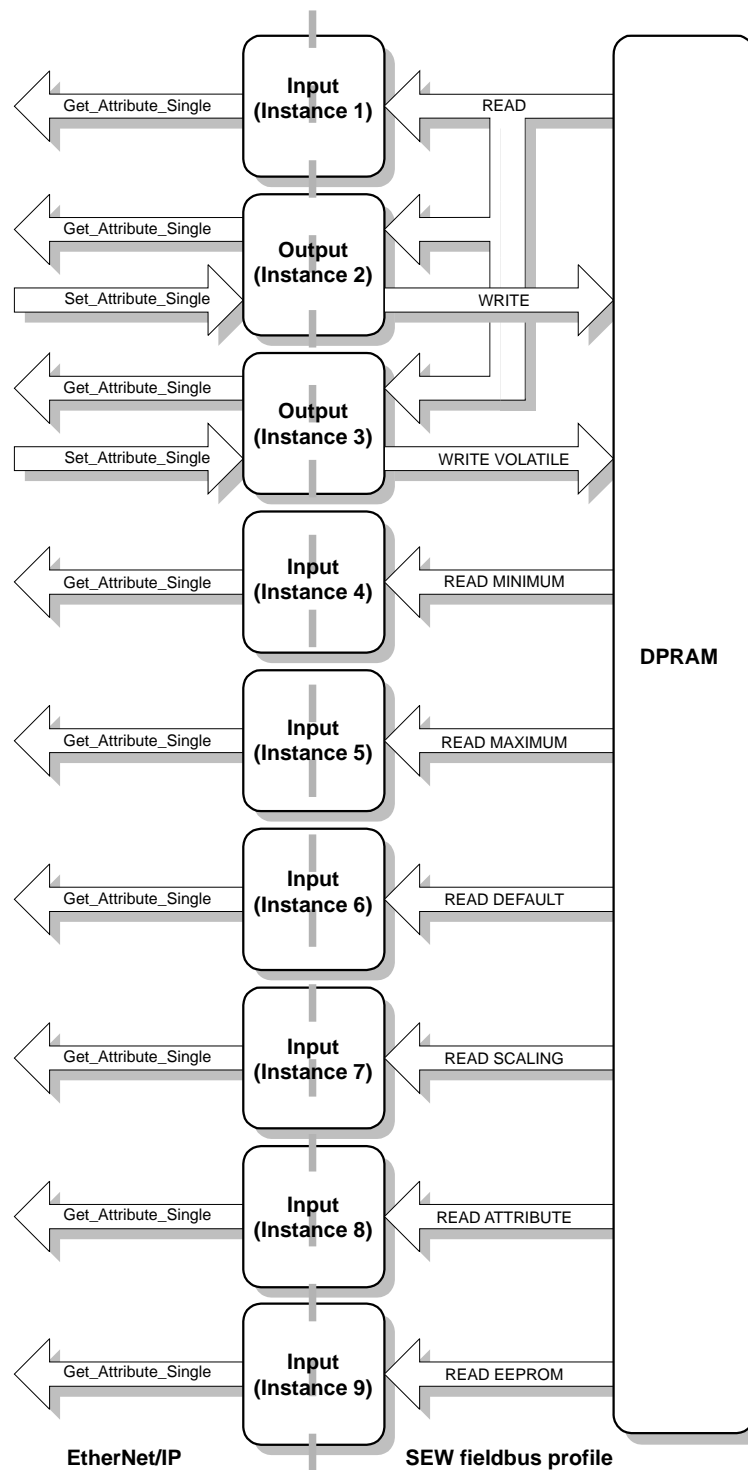 Input
(Instance 1)
Get_Attribute_Single
READ
Get_Attribute_Single
Output
(Instance 2)
Set_Attribute_Single
WRITE
Get_Attribute_Single
Output
(Instance 3)
Set_Attribute_Single
WRITE VOLATILE
Input
(Instance 4)
Get_Attribute_Single
READ MINIMUM
DPRAM
Input
(Instance 5)
Get_Attribute_Single
READ MAXIMUM
Input
(Instance 6)
Get_Attribute_Single
READ DEFAULT
Input
(Instance 7)
Get_Attribute_Single
READ SCALING
Input
(Instance 8)
Get_Attribute_Single
READ ATTRIBUTE
Input
(Instance 9)
Get_Attribute_Single
READ EEPROM
EtherNet/IP
SEW fieldbus profile